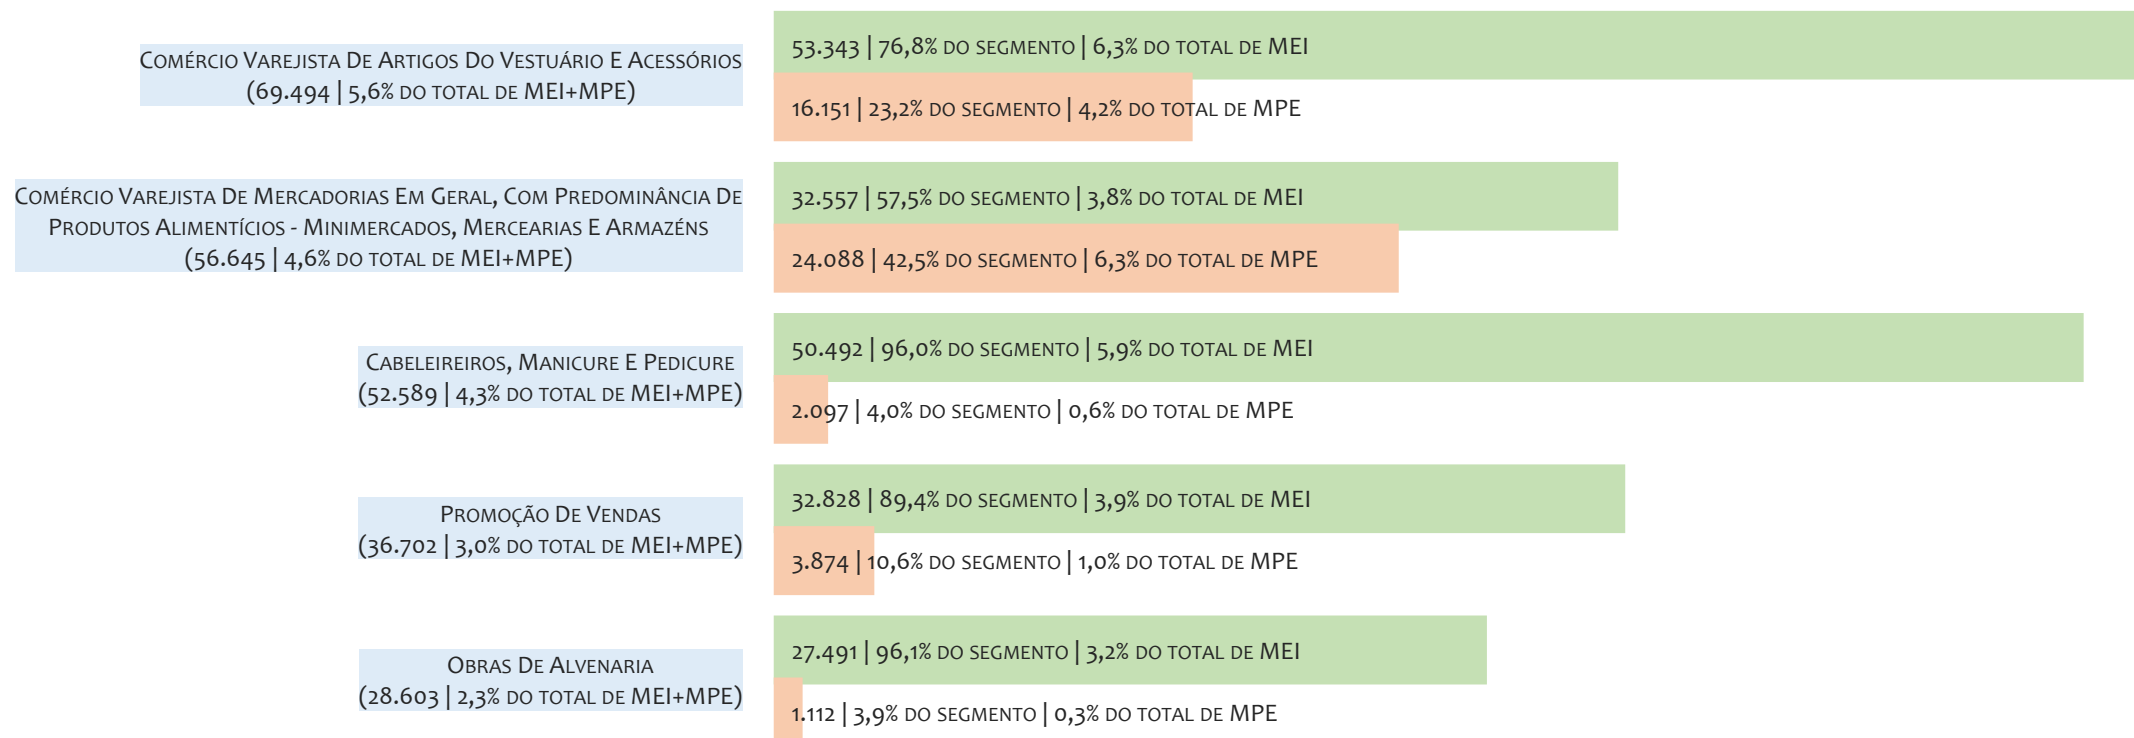 Comércio Varejista De Artigos Do Vestuário E Acessórios
(69.494 | 5,6% do total de MEI+MPE)
53.343 | 76,8% do segmento | 6,3% do total de MEI
16.151 | 23,2% do segmento | 4,2% do total de MPE
Comércio Varejista De Mercadorias Em Geral, Com Predominância De
Produtos Alimentícios - Minimercados, Mercearias E Armazéns
(56.645 | 4,6% do total de MEI+MPE)
32.557 | 57,5% do segmento | 3,8% do total de MEI
24.088 | 42,5% do segmento | 6,3% do total de MPE
Cabeleireiros, Manicure E Pedicure
(52.589 | 4,3% do total de MEI+MPE)
50.492 | 96,0% do segmento | 5,9% do total de MEI
2.097 | 4,0% do segmento | 0,6% do total de MPE
Promoção De Vendas
(36.702 | 3,0% do total de MEI+MPE)
32.828 | 89,4% do segmento | 3,9% do total de MEI
3.874 | 10,6% do segmento | 1,0% do total de MPE
Obras De Alvenaria
(28.603 | 2,3% do total de MEI+MPE)
27.491 | 96,1% do segmento | 3,2% do total de MEI
1.112 | 3,9% do segmento | 0,3% do total de MPE